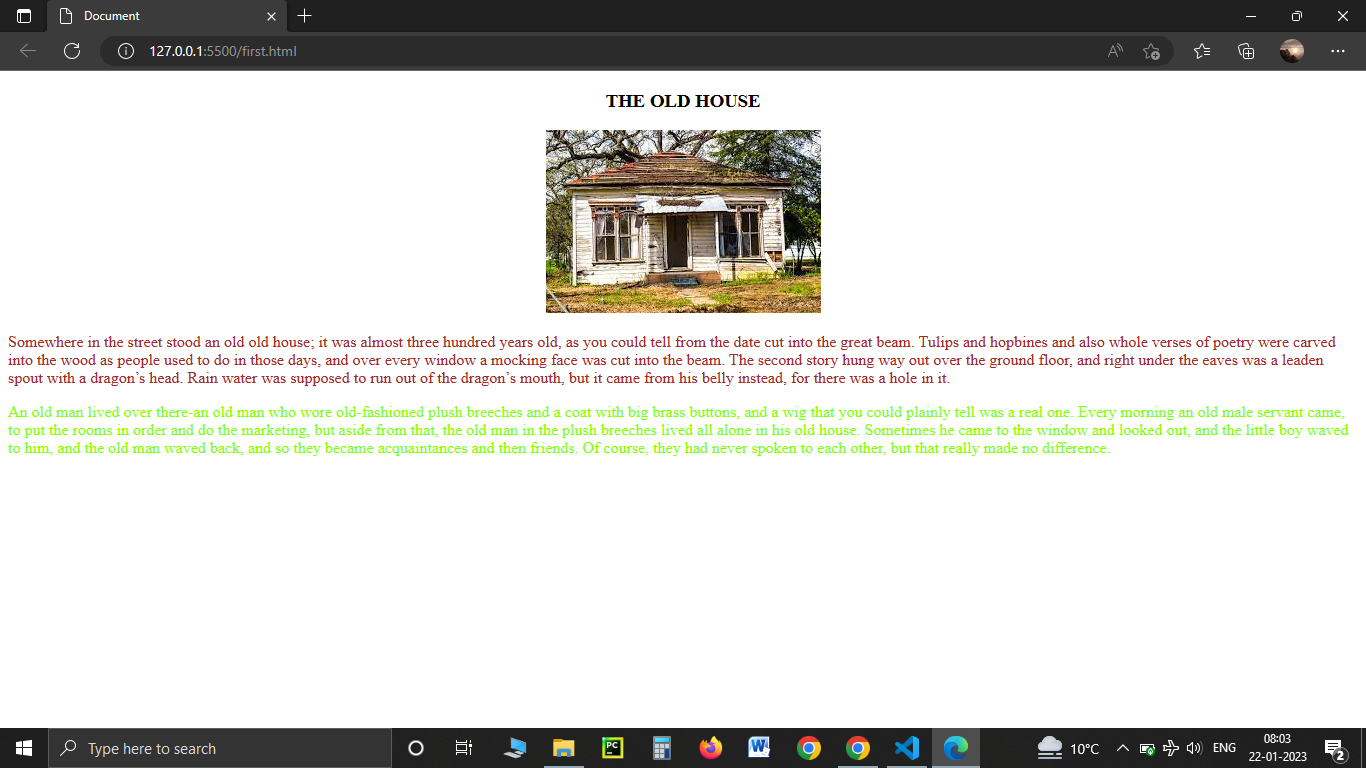 Document
127.0.0.1:5500/first.html
THE OLD HOUSE
Somewhere in the street stood an old old house; it was almost three hundred years old, as you could tell from the date cut into the great beam. Tulips and hopbines and also whole verses of poetry were carved
into the wood as people used to do in those days, and over every window a mocking face was cut into the beam. The second story hung way out over the ground floor, and right under the eaves was a leaden
spout with a dragon’s head. Rain water was supposed to run out of the dragon’s mouth, but it came from his belly instead, for there was a hole in it.
An old man lived over there-an old man who wore old-fashioned plush breeches and a coat with big brass buttons, and a wig that you could plainly tell was a real one. Every morning an old male servant came,
to put the rooms in order and do the marketing, but aside from that, the old man in the plush breeches lived all alone in his old house. Sometimes he came to the window and looked out, and the little boy waved
to him, and the old man waved back, and so they became acquaintances and then friends. Of course, they had never spoken to each other, but that really made no difference.
Type here to search
PC
W
10°C
ENG
08:03
22-01-2023
2